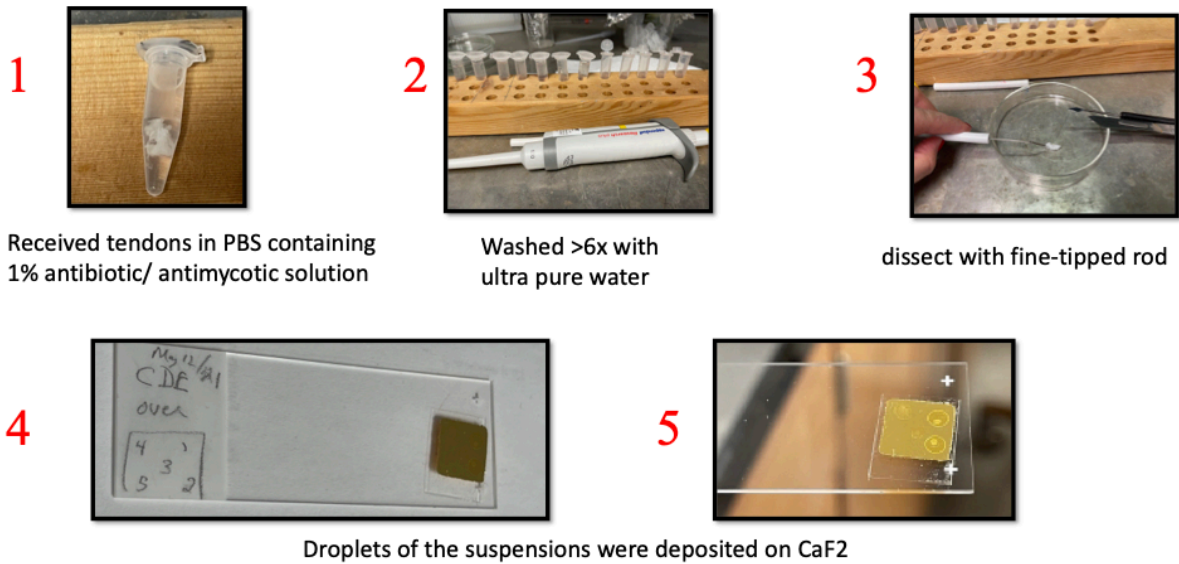 1
2
3
Received tendons in PBS containing
1% antibiotic/ antimycotic solution
Washed >6x with
ultra pure water
dissect with fine-tipped rod
4
CDE
over
4 1
3
5 2
5
Droplets of the suspensions were deposited on CaF2